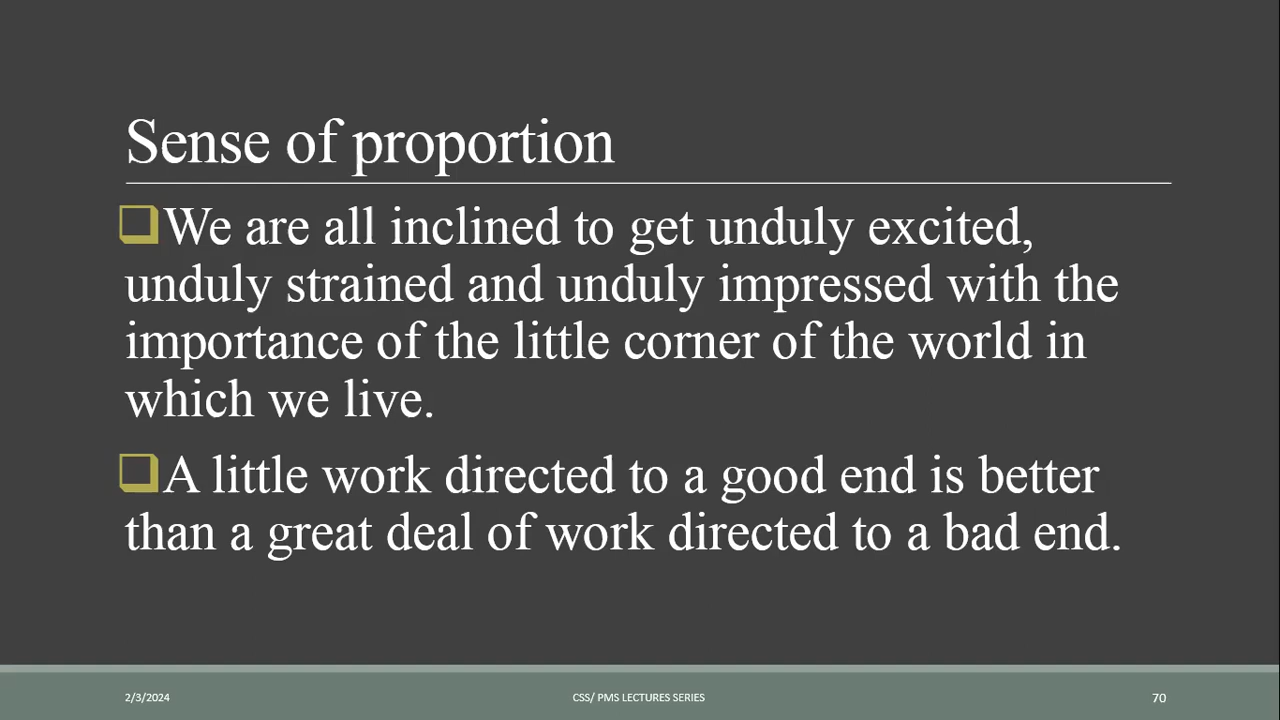 Sense of proportion
We are all inclined to get unduly excited,
unduly strained and unduly impressed with the
importance of the little corner of the world in
which we live.
A little work directed to a good end is better
than a great deal of work directed to a bad end.
2/3/2024
CSS/ PMS LECTURES SERIES
70